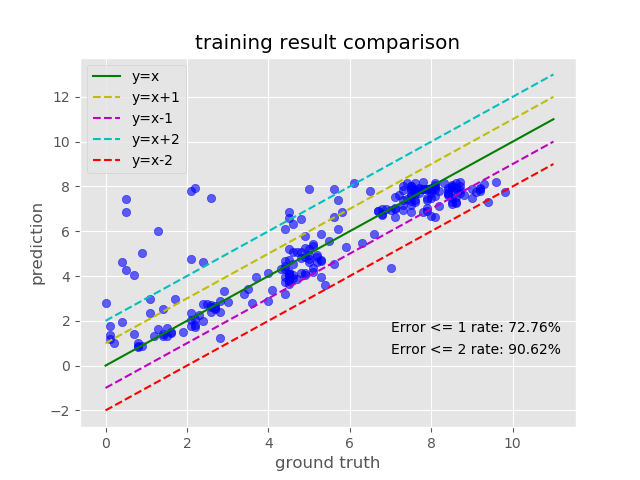 training result comparison
y=x
y=x+1
y=x-1
y=x+2
y=x-2
12
10
8
6
4
2
0
−2
prediction
Error <= 1 rate: 72.76%
Error <= 2 rate: 90.62%
0 2 4 6 8 10
ground truth